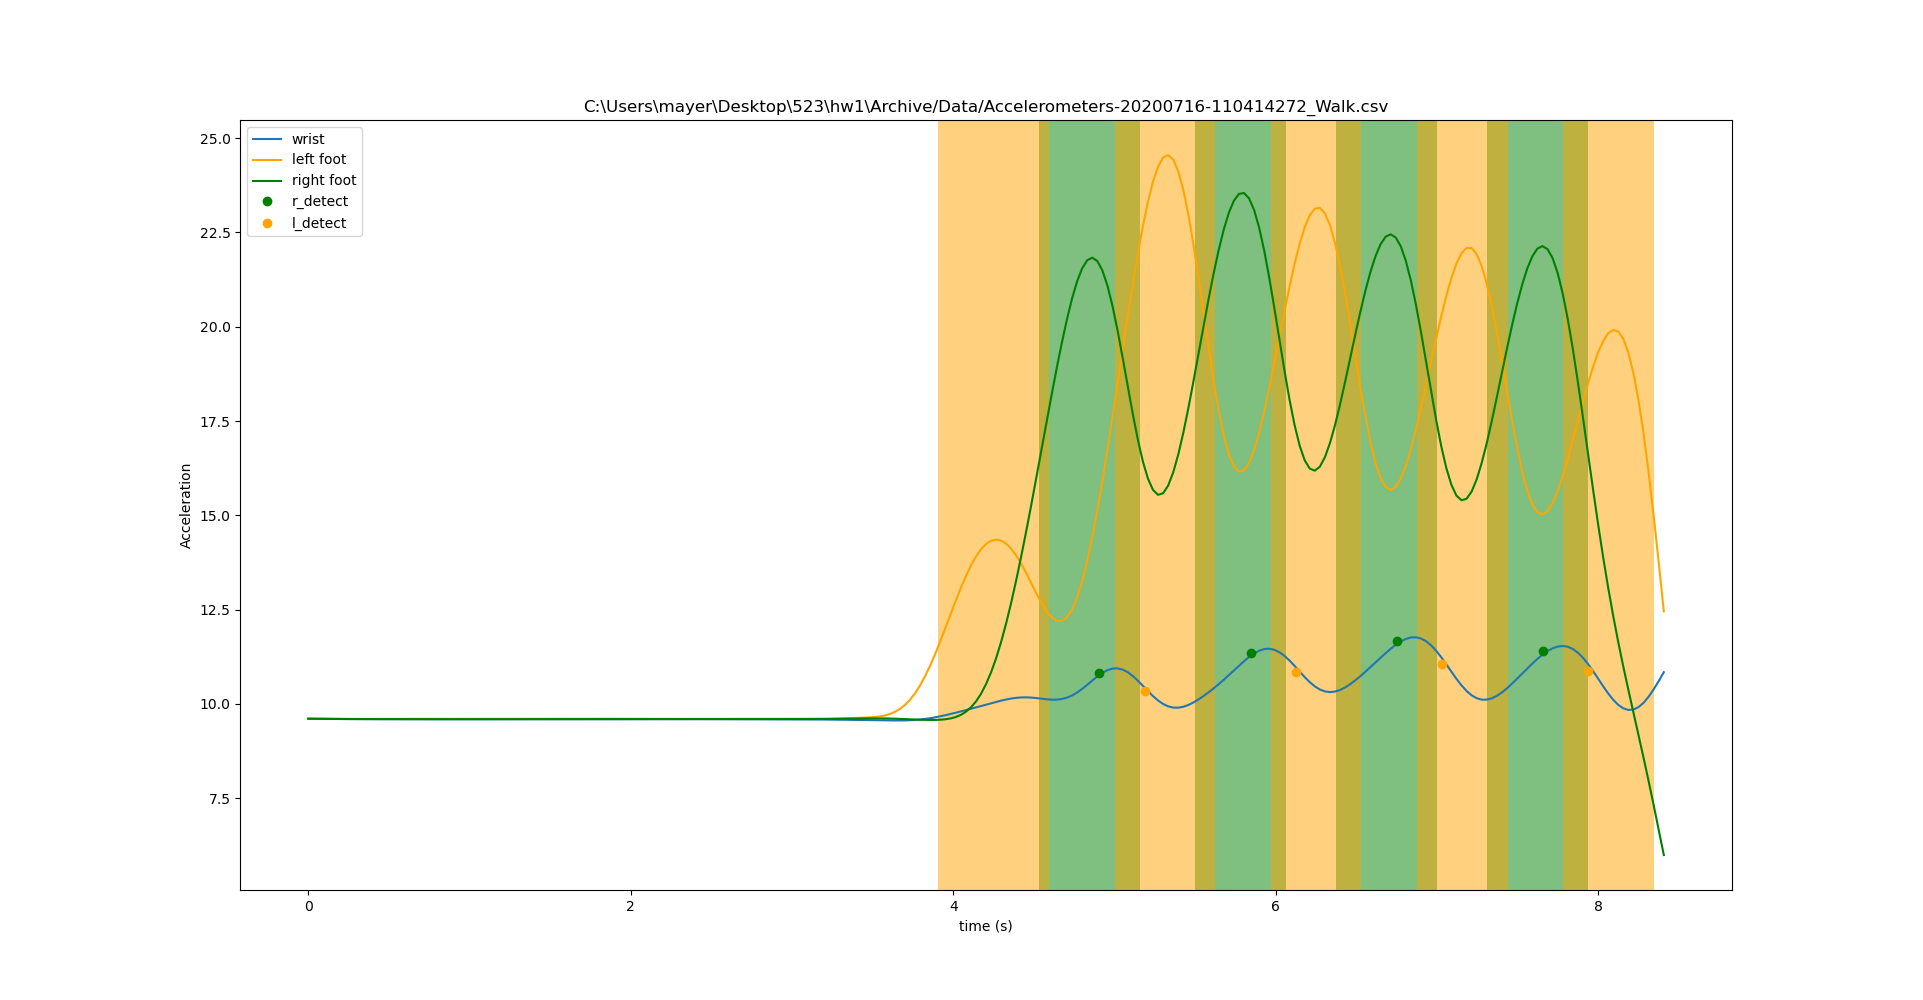 C:\Users\mayer\Desktop\523\hw1\Archive/Data/Accelerometers-20200716-110414272_Walk.csv
wrist
left foot
right foot
r_detect
l_detect
Acceleration
25.0
22.5
20.0
17.5
15.0
12.5
10.0
7.5
0 2 4 6 8
time (s)